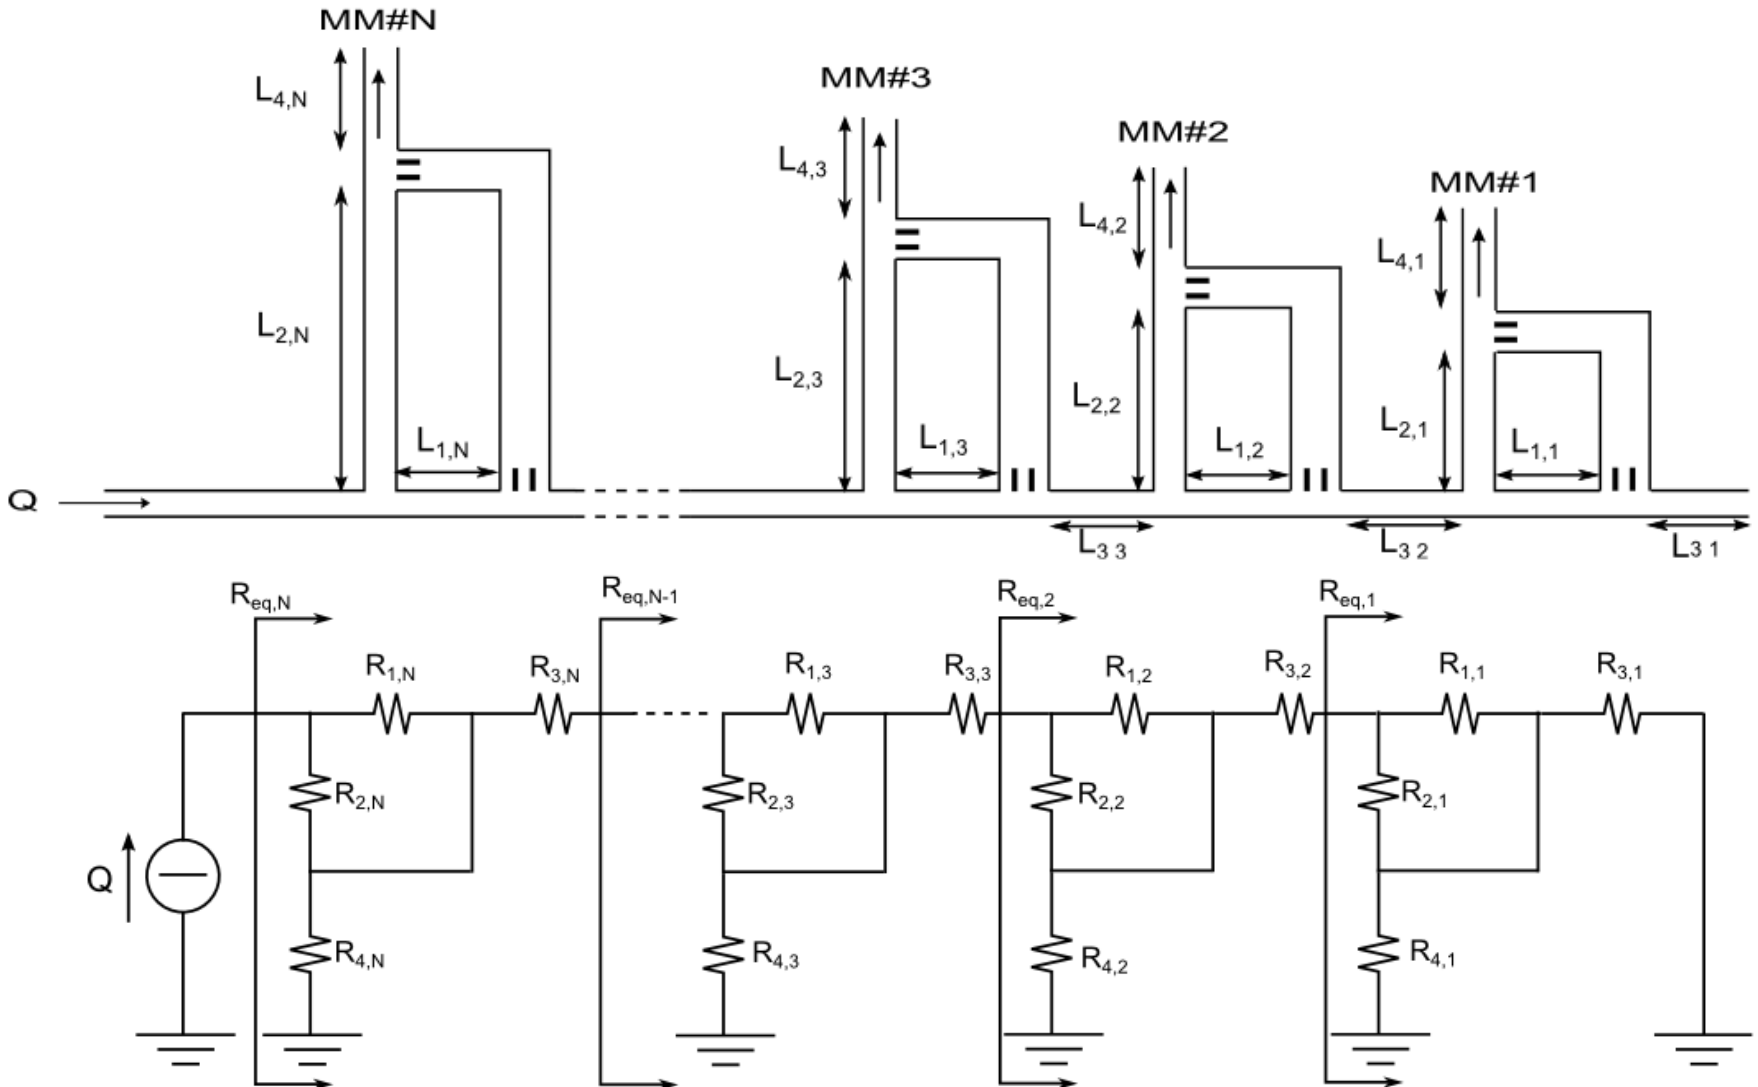 MM#N
L4,N
MM#3
L4,3
MM#2
L4,2
MM#1
L4,1
L2,N
L2,3
L2,2
L2,1
L1,N
L1,3
L1,2
L1,1
Q
L3 3
L3 2
L3 1
Req,N
Req,N-1
Req,2
Req,1
R1,N
R3,N
R1,3
R3,3
R1,2
R3,2
R1,1
R3,1
R2,N
R2,3
R2,2
R2,1
Q
R4,N
R4,3
R4,2
R4,1